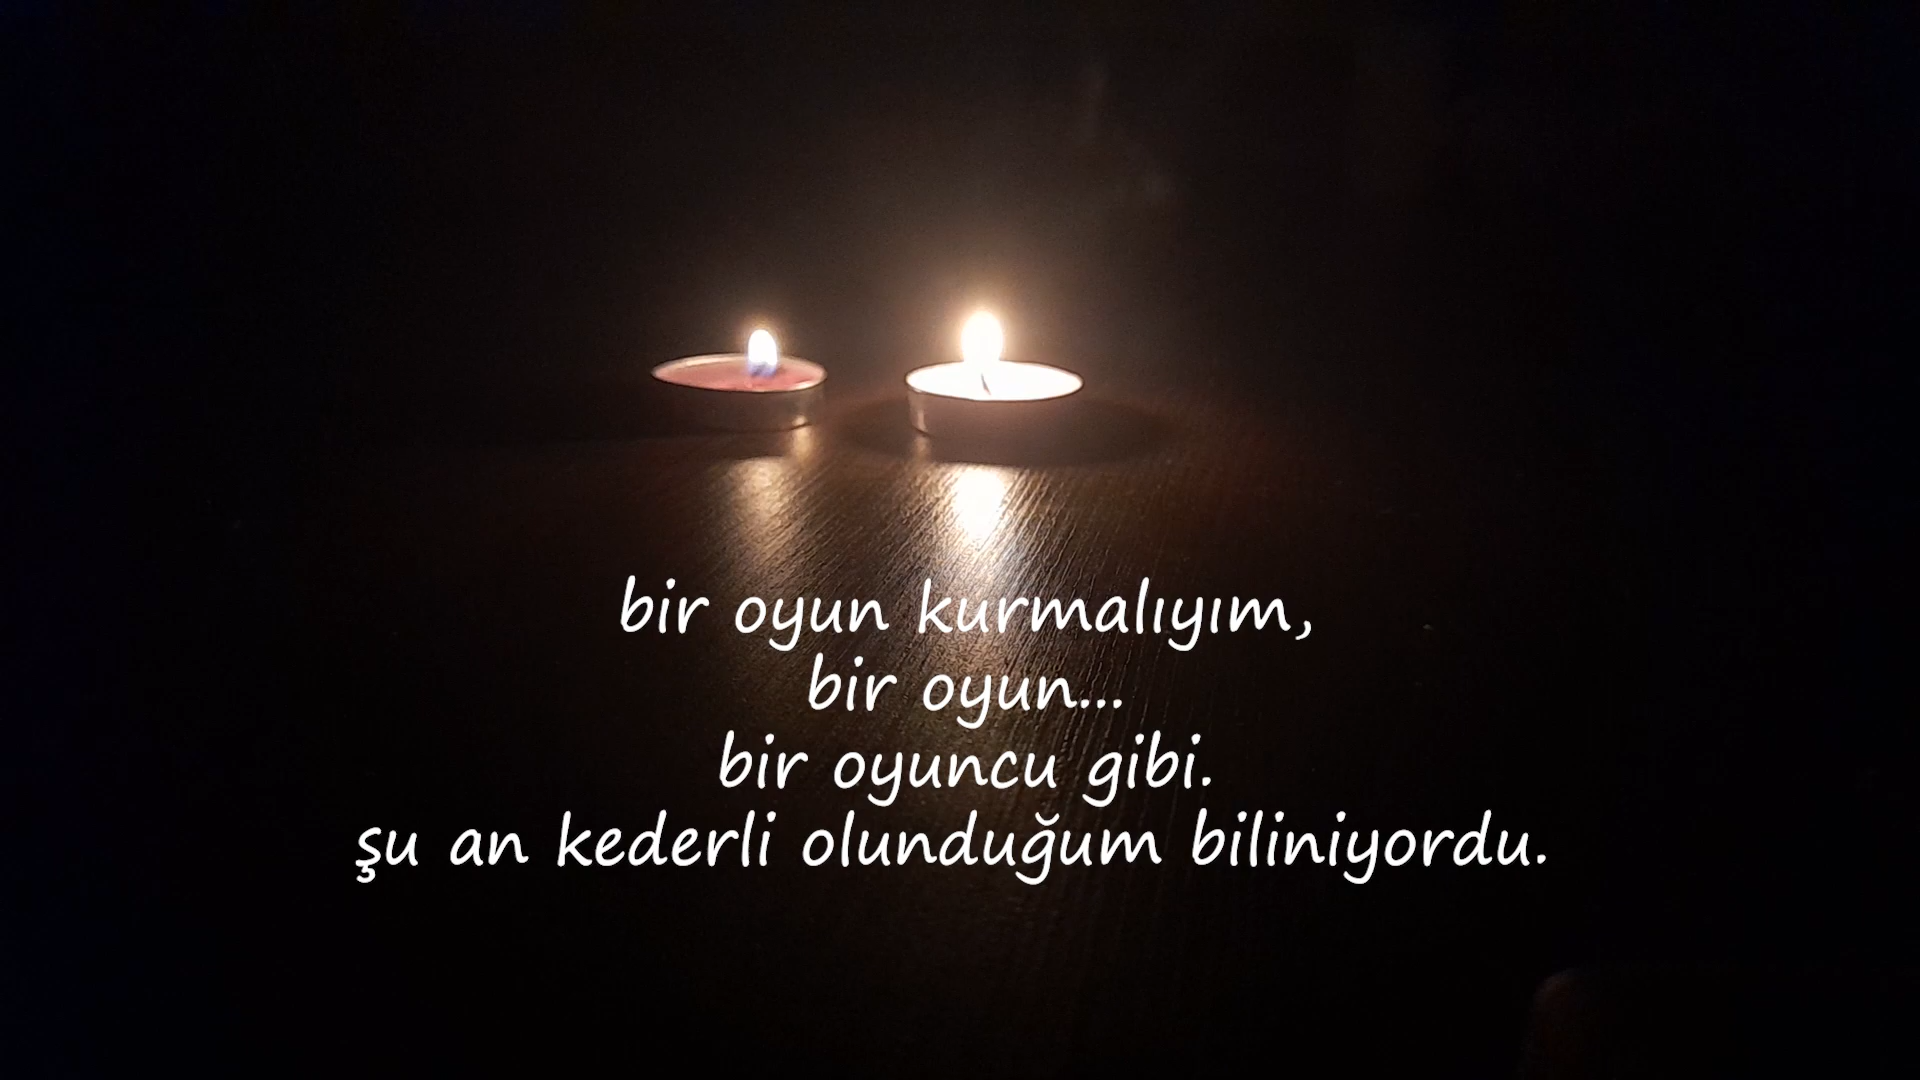 bir oyun kurmalıyım,
bir oyun...
bir oyuncu gibi.
şu an kederli olunduğum biliniyordu.